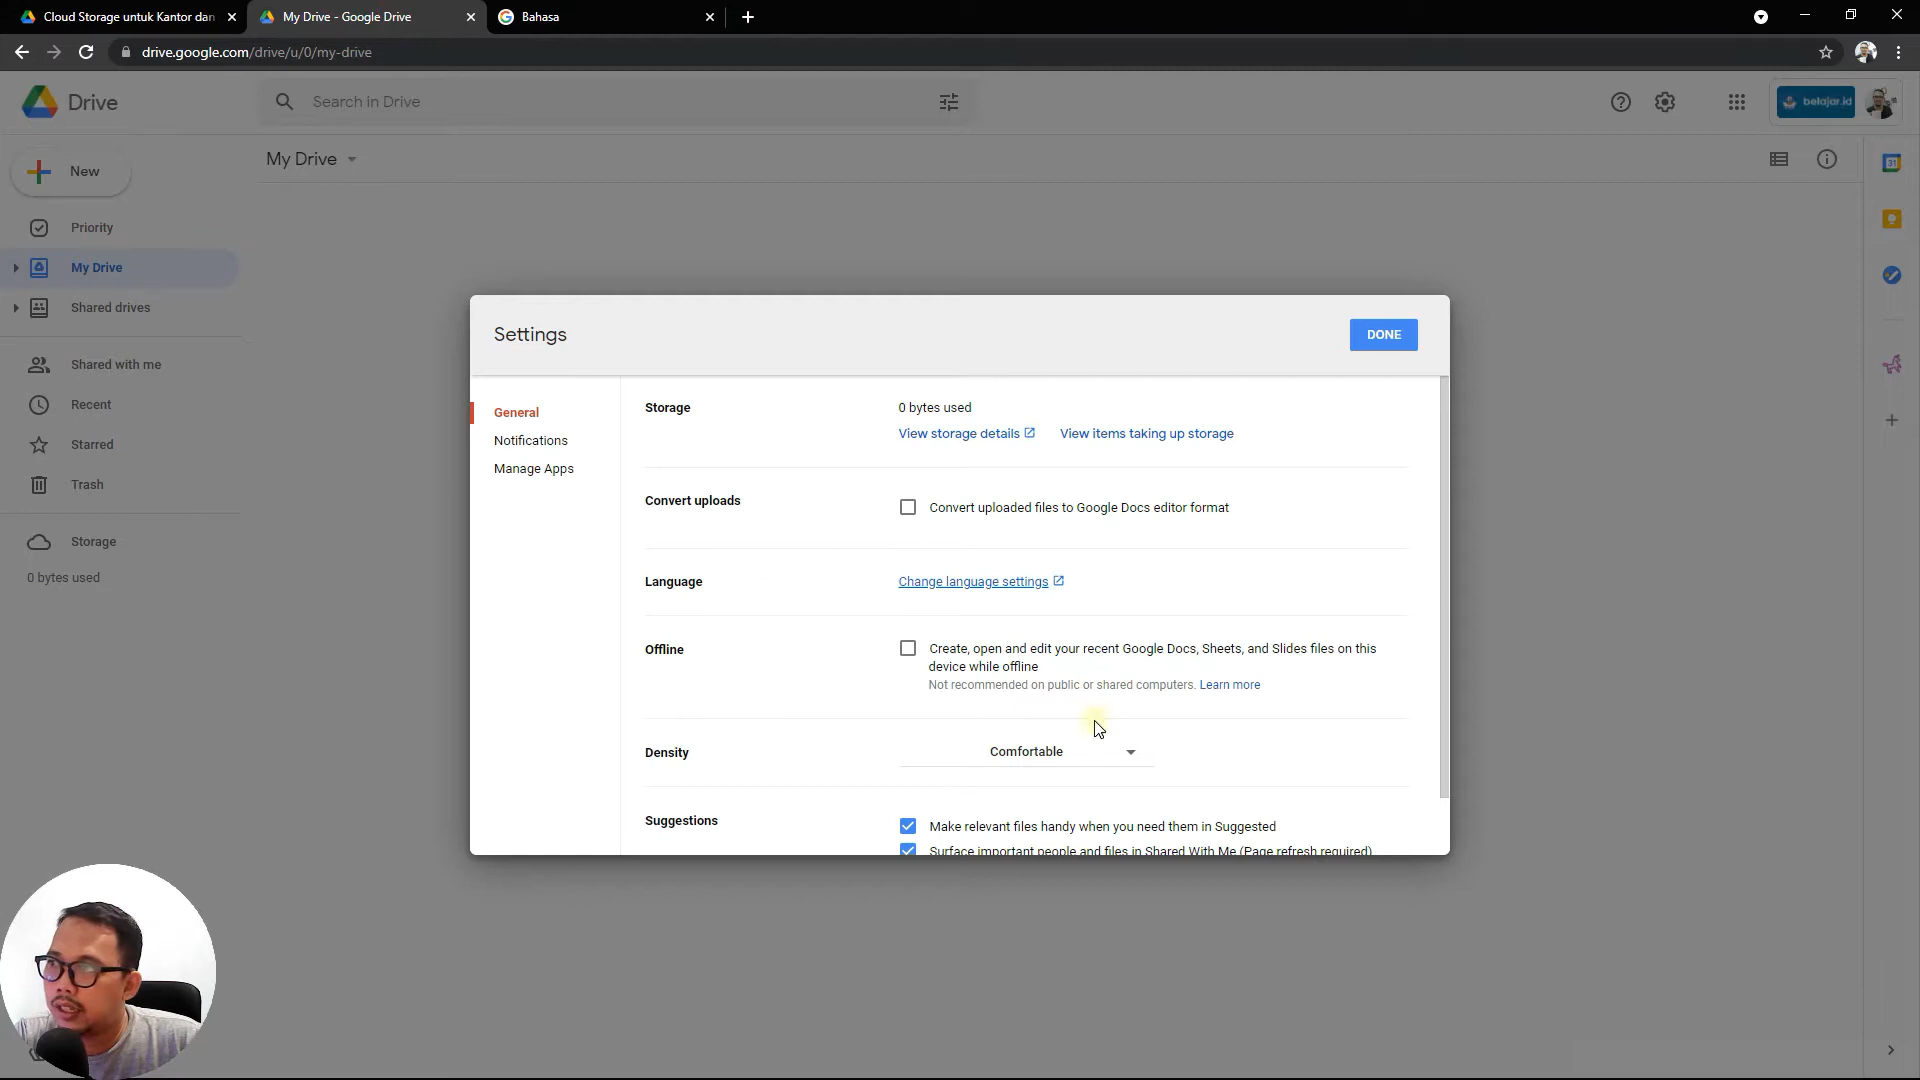 Cloud Storage untuk Kantor dan
My Drive - Google Drive
Bahasa
drive.google.com/drive/u/0/my-drive
Drive
Search in Drive
belajar.id
New
My Drive
Priority
My Drive
Shared drives
Shared with me
Recent
Starred
Trash
Storage
0 bytes used
31
Settings
DONE
General
Notifications
Manage Apps
Storage
0 bytes used
View storage details
View items taking up storage
Convert uploads
Convert uploaded files to Google Docs editor format
Language
Change language settings
Offline
Create, open and edit your recent Google Docs, Sheets, and Slides files on this
device while offline
Not recommended on public or shared computers. Learn more
Density
Comfortable
Suggestions
Make relevant files handy when you need them in Suggested
Surface important people and files in Shared With Me (Page refresh required)